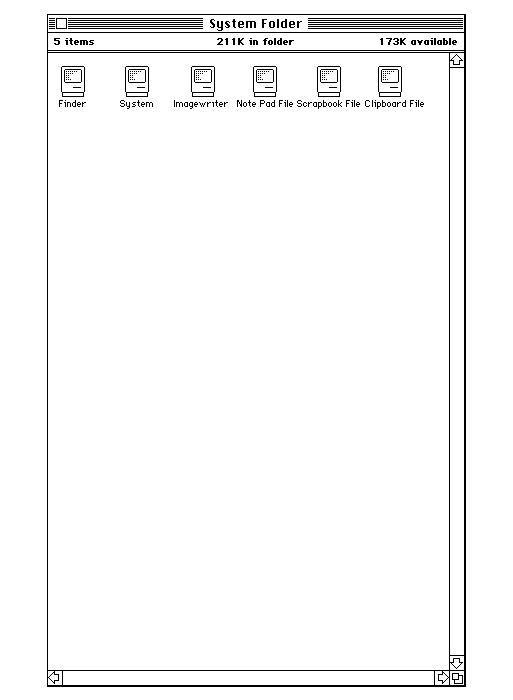 System Folder
5 items 211K in folder 173K available
Finder System Imagewriter Note Pad File Scrapbook File Clipboard File